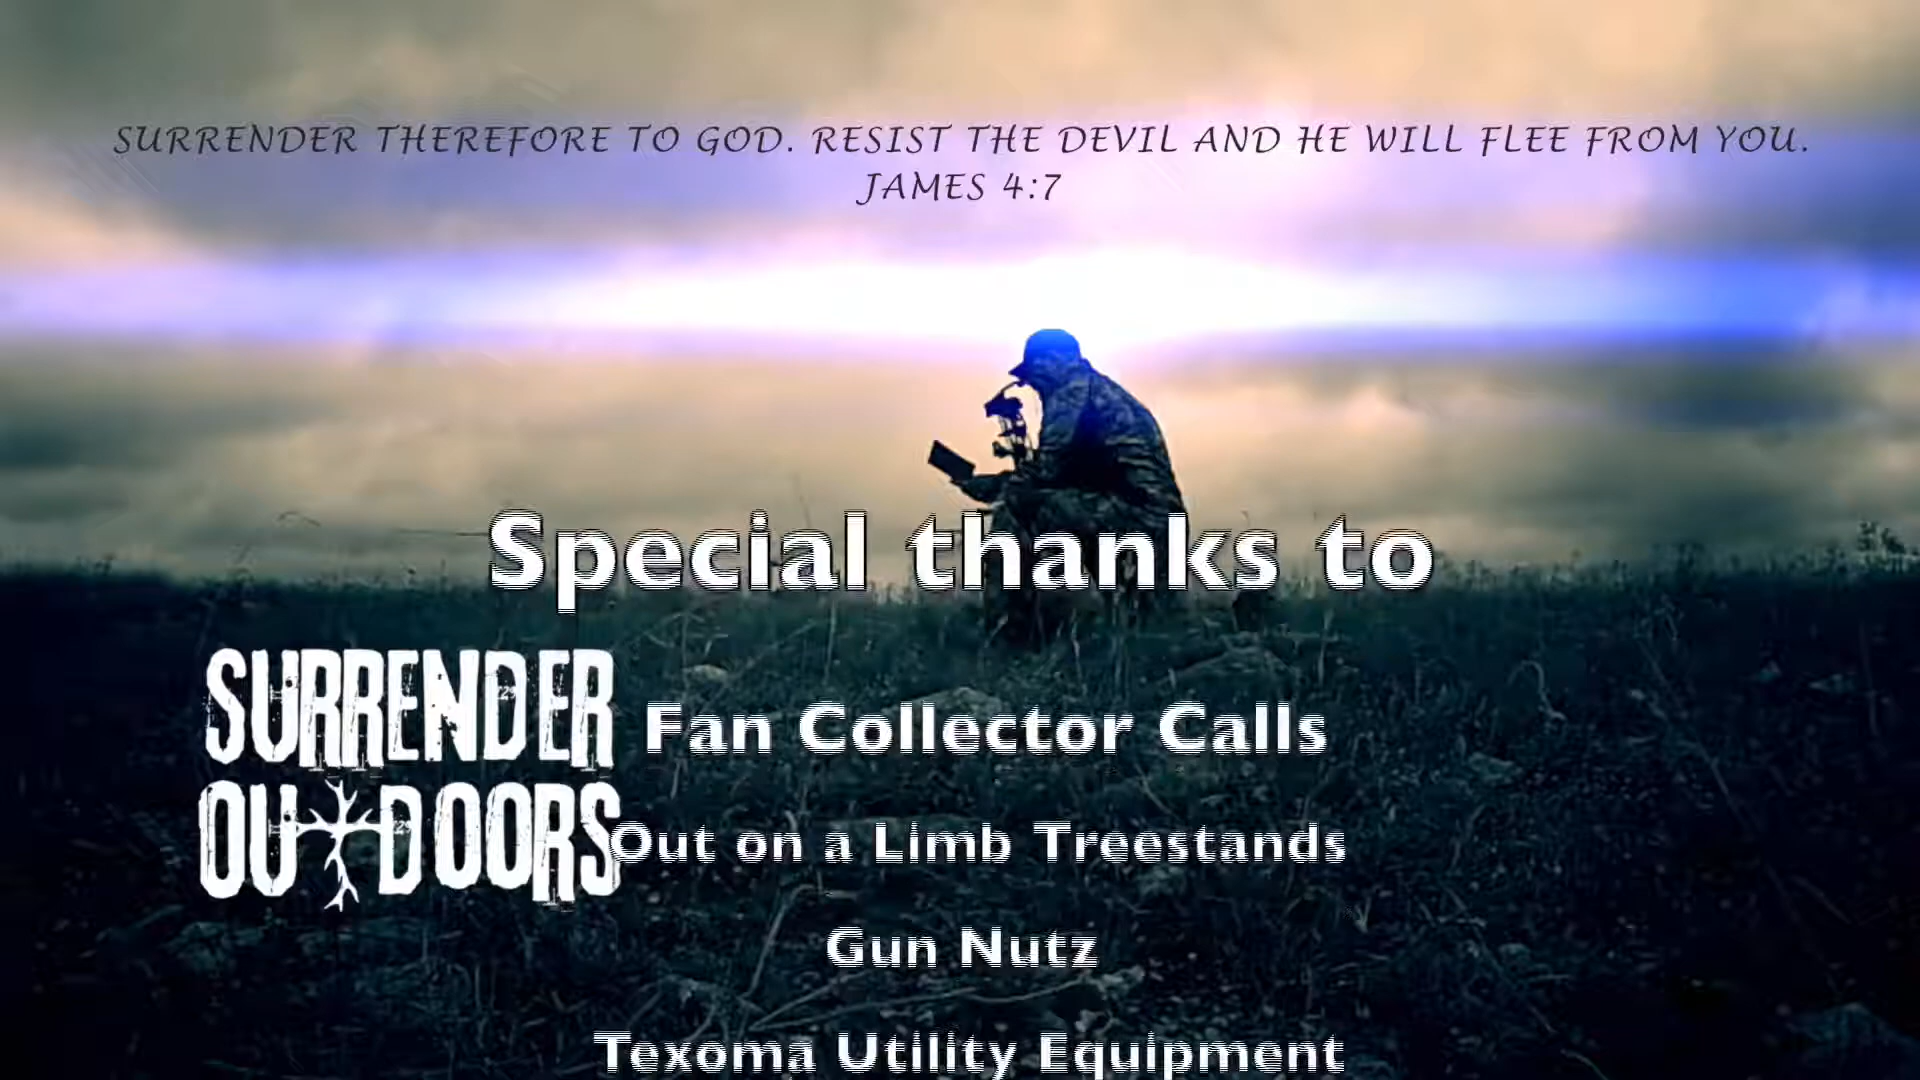 SURRENDER THEREFORE TO GOD. RESIST THE DEVIL AND HE WILL FLEE FROM YOU.
JAMES 4:7
Special thanks to
SURRENDER
OUTDOORS
Fan Collector Calls
Out on a Limb Treestands
Gun Nutz
Texoma Utility Equipment